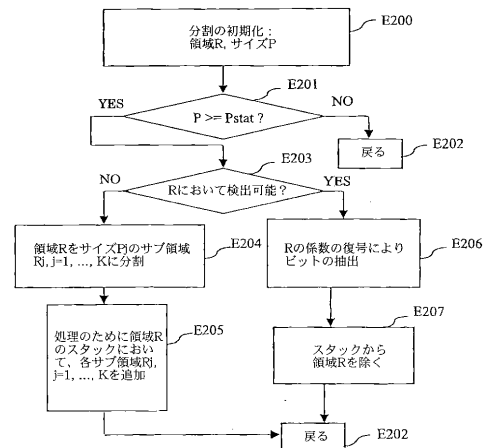 分割の初期化：
領域R, サイズP
E200
E201
YES
P >= Pstat ?
NO
戻る
E202
E203
NO
Rにおいて検出可能？
YES
領域RをサイズPjのサブ領域
Rj, j=1, ..., Kに分割
E204
Rの係数の復号により
ビットの抽出
E206
処理のために領域R
のスタックにおい
て、各サブ領域Rj,
j=1, ..., Kを追加
E205
スタックから
領域Rを除く
E207
戻る
E202